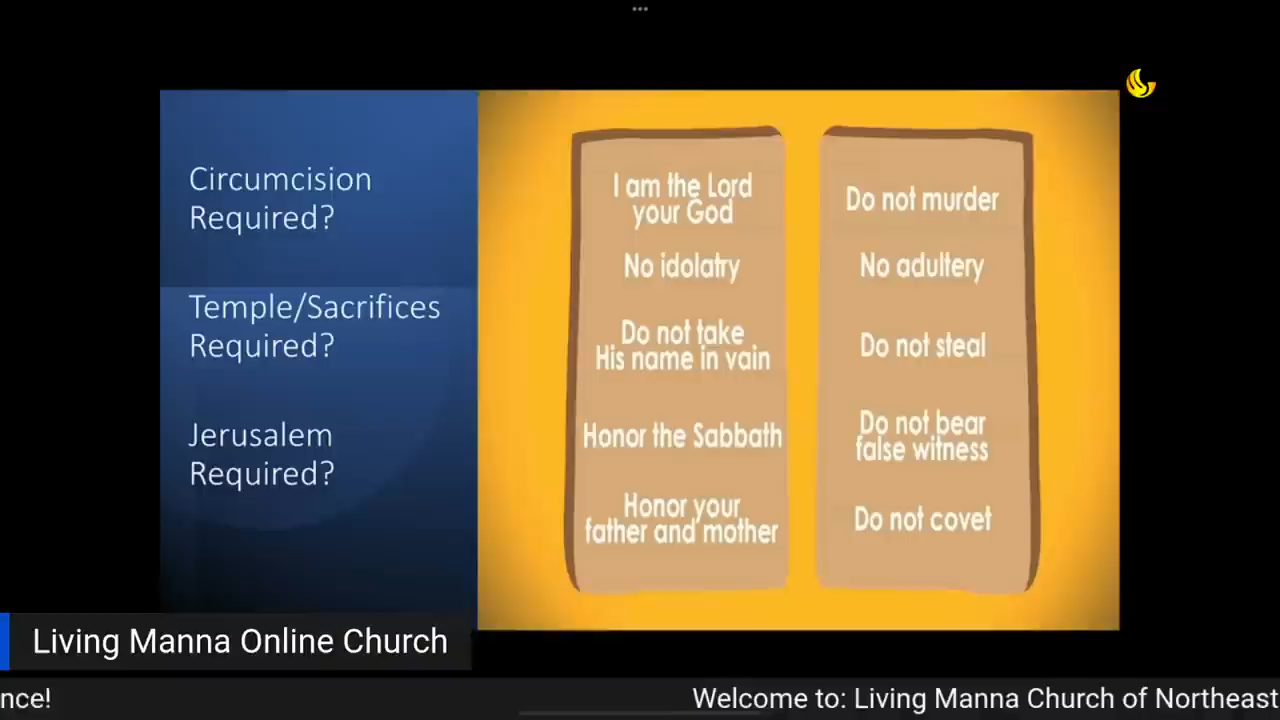 Circumcision
Required?
Temple/Sacrifices
Required?
Jerusalem
Required?
I am the Lord
your God
No idolatry
Do not take
His name in vain
Honor the Sabbath
Honor your
father and mother
Do not murder
No adultery
Do not steal
Do not bear
false witness
Do not covet
Living Manna Online Church
nce!
Welcome to: Living Manna Church of Northeast